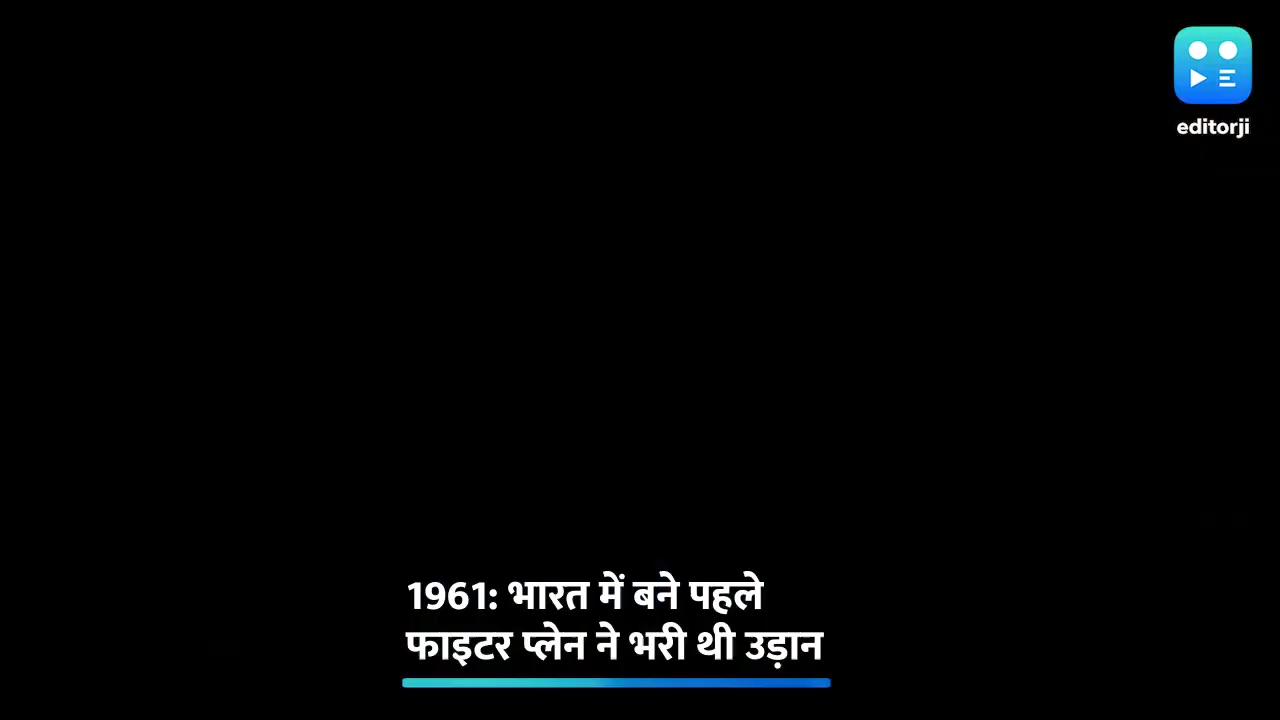 editorji
1961: भारत में बने पहले
फाइटर प्लेन ने भरी थी उड़ान